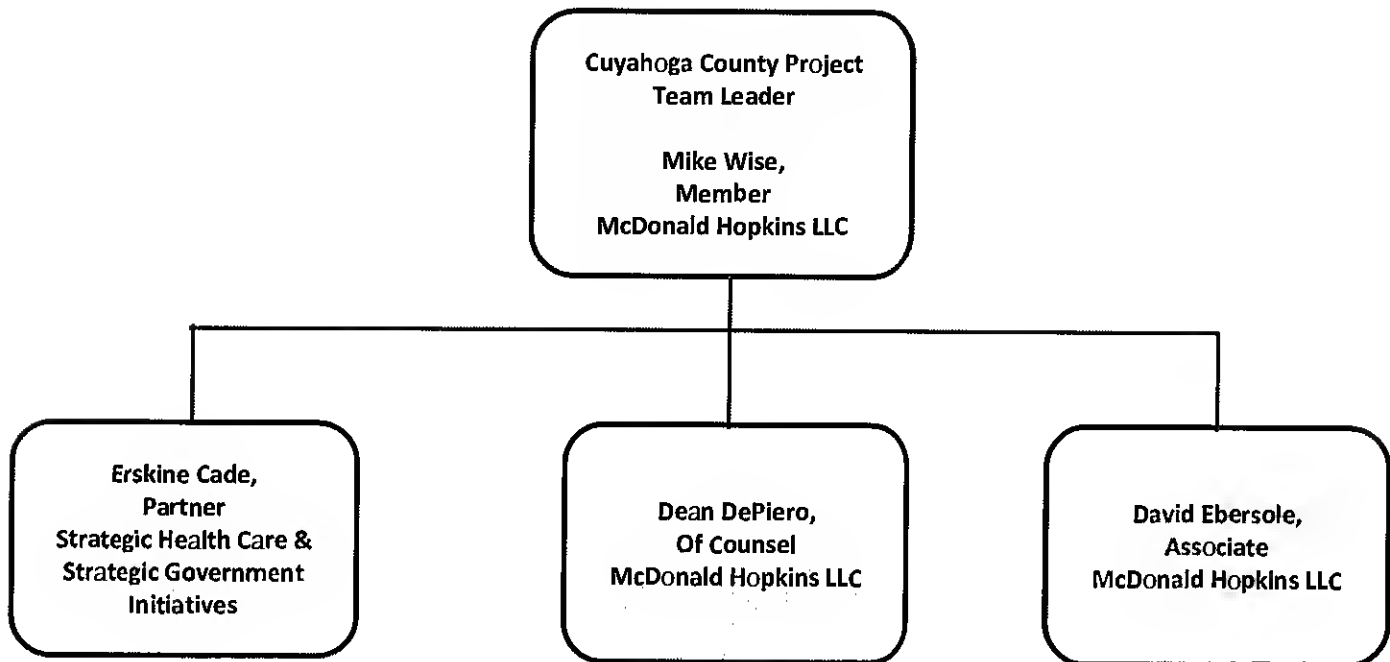 Cuyahoga County Project
Team Leader
Mike Wise,
Member
McDonald Hopkins LLC
Erskine Cade,
Partner
Strategic Health Care &
Strategic Government
Initiatives
Dean DePiero,
Of Counsel
McDonald Hopkins LLC
David Ebersole,
Associate
McDonald Hopkins LLC